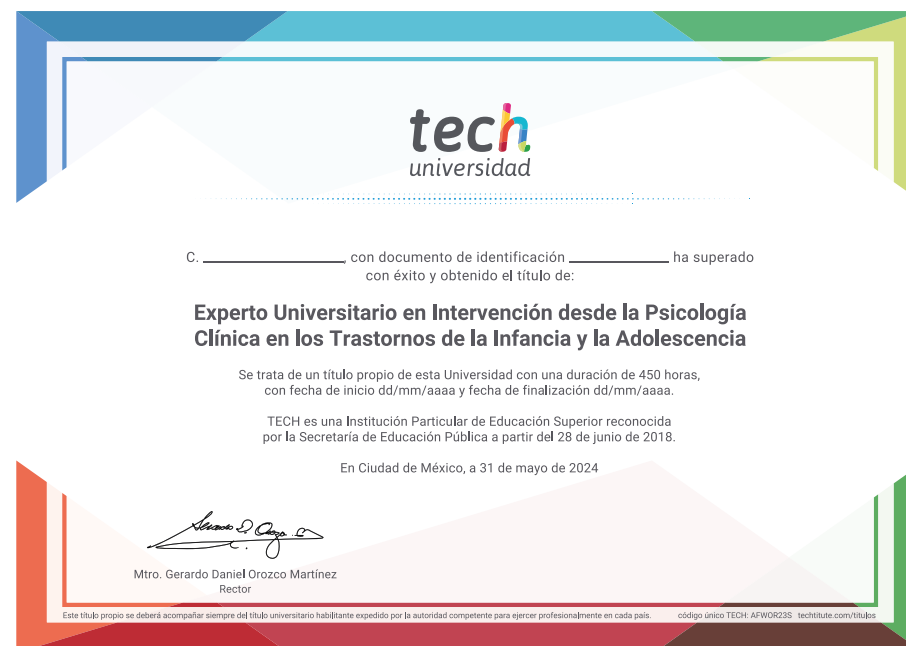 tech
universidad
C. ____________, con documento de identificación ____________ ha superado
con éxito y obtenido el título de:
Experto Universitario en Intervención desde la Psicología
Clínica en los Trastornos de la Infancia y la Adolescencia
Se trata de un título propio de esta Universidad con una duración de 450 horas,
con fecha de inicio dd/mm/aaaa y fecha de finalización dd/mm/aaaa.
TECH es una Institución Particular de Educación Superior reconocida
por la Secretaría de Educación Pública a partir del 28 de junio de 2018.
En Ciudad de México, a 31 de mayo de 2024
Mtro. Gerardo Daniel Orozco Martínez
Rector
Este título propio se deberá acompañar siempre del título universitario habilitante expedido por la autoridad competente para ejercer profesionalmente en cada país. código único TECH: AFWOR23S techtitute.com/titulos